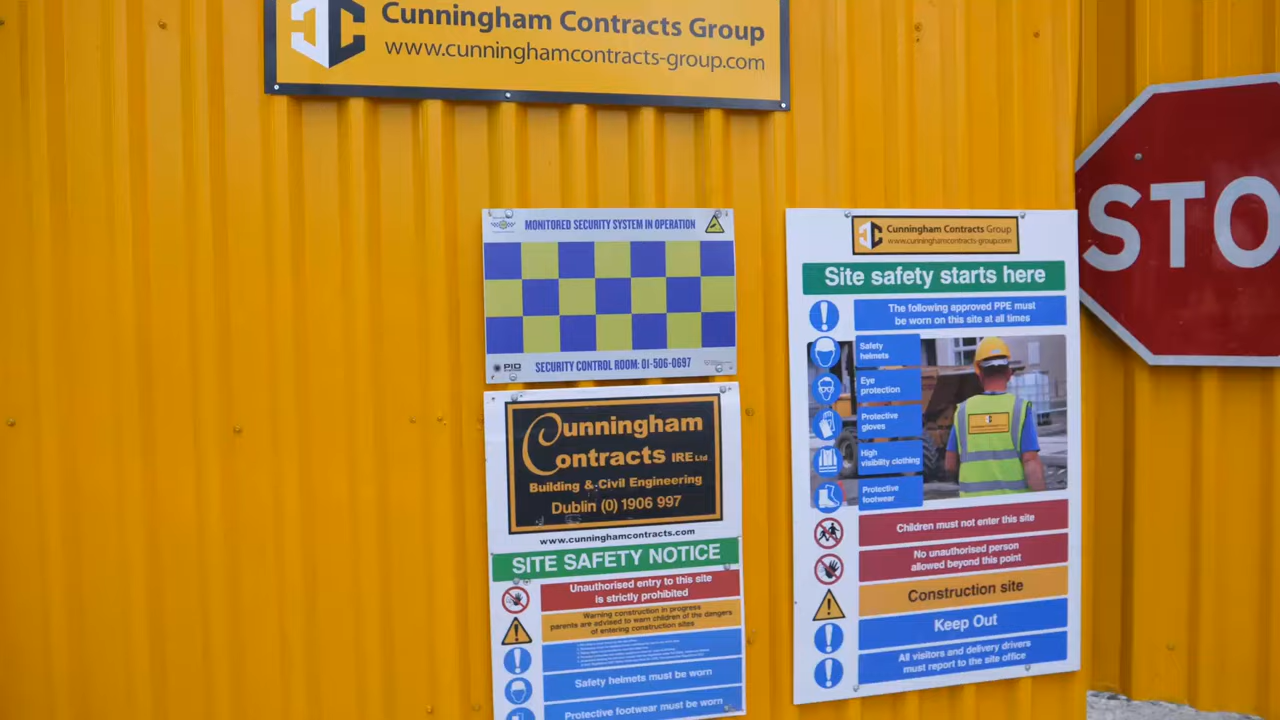 Cunningham Contracts Group
www.cunninghamcontracts-group.com
MONITORED SECURITY SYSTEM IN OPERATION
PID
SECURITY CONTROL ROOM: 01-506-0697
Cunningham
Contracts IRE Ltd
Building & Civil Engineering
Dublin (0) 1906 997
www.cunninghamcontracts.com
SITE SAFETY NOTICE
Unauthorised entry to this site
is strictly prohibited
Warning construction in progress
parents are advised to warn children of the dangers
of entering construction sites
Safety helmets must be worn
Protective footwear must be worn
Cunningham Contracts Group
www.cunninghamcontracts-group.com
Site safety starts here
The following approved PPE must
be worn on this site at all times
Safety
helmets
Eye
protection
Protective
gloves
High
visibility clothing
Protective
footwear
Children must not enter this site
No unauthorised person
allowed beyond this point
Construction site
Keep Out
All visitors and delivery drivers
must report to the site office
STO